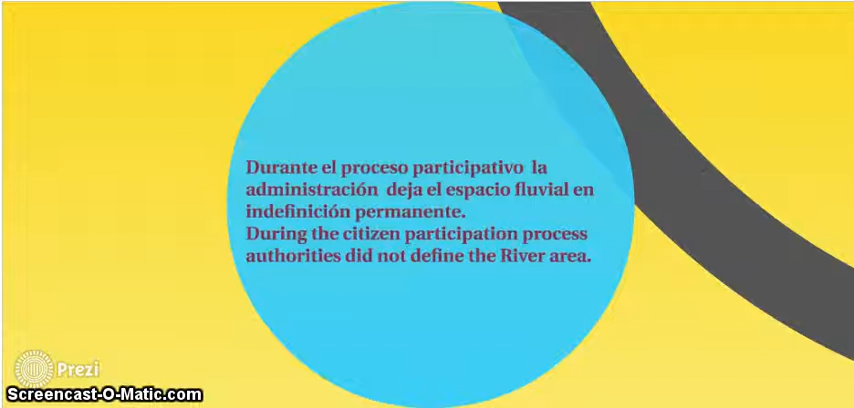 Durante el proceso participativo la
administración deja el espacio fluvial en
indefinición permanente.
During the citizen participation process
authorities did not define the River area.
Prezi
Screencast-O-Matic.com